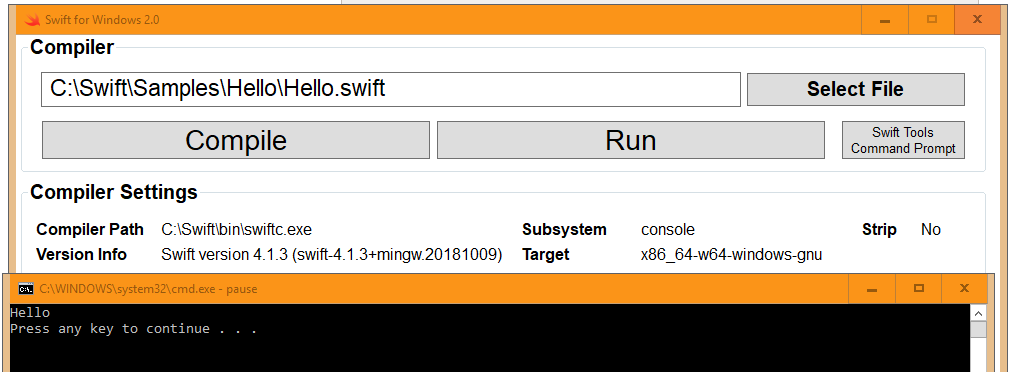 Swift for Windows 2.0
Compiler
C:\Swift\Samples\Hello\Hello.swift Select File
Compile Run Swift Tools
Command Prompt
Compiler Settings
Compiler Path C:\Swift\bin\swiftc.exe Subsystem console Strip No
Version Info Swift version 4.1.3 (swift-4.1.3+mingw.20181009) Target x86_64-w64-windows-gnu
C:\WINDOWS\system32\cmd.exe - pause
Hello
Press any key to continue . . .